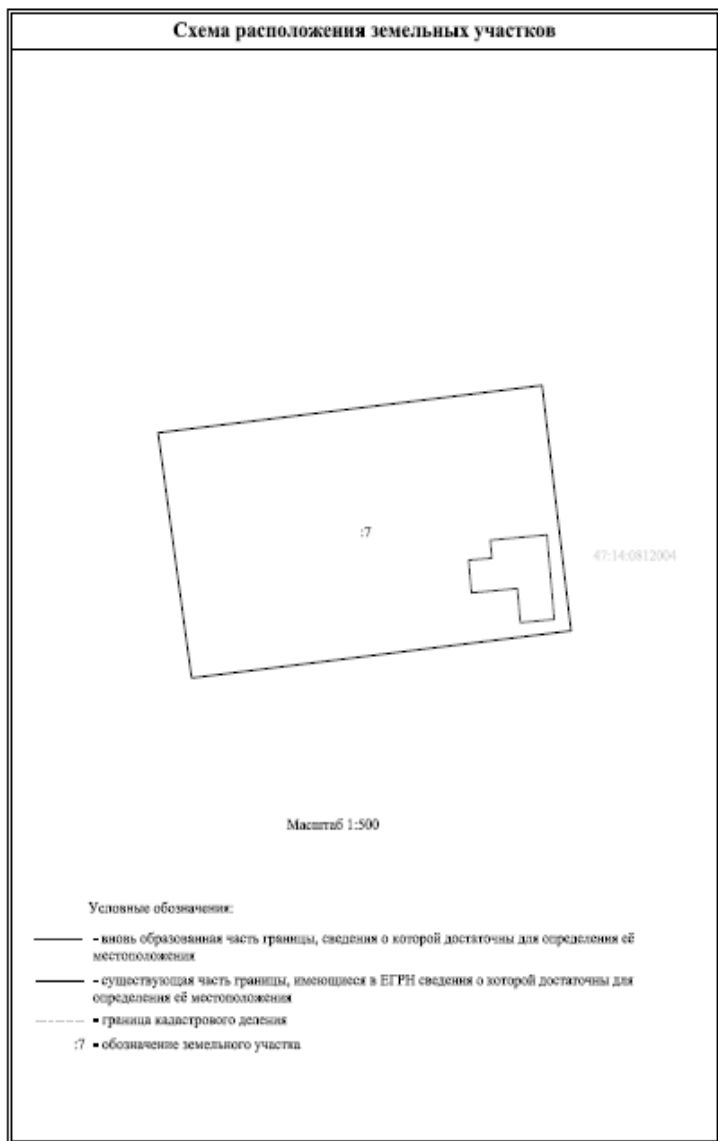 Схема расположения земельных участков
:7
47:14:0812004
Масштаб 1:500
Условные обозначения:
- вновь образованная часть границы, сведения о которой достаточны для определения её
местоположения
- существующая часть границы, имеющиеся в ЕГРН сведения о которой достаточны для
определения её местоположения
- граница кадастрового деления
:7 - обозначение земельного участка